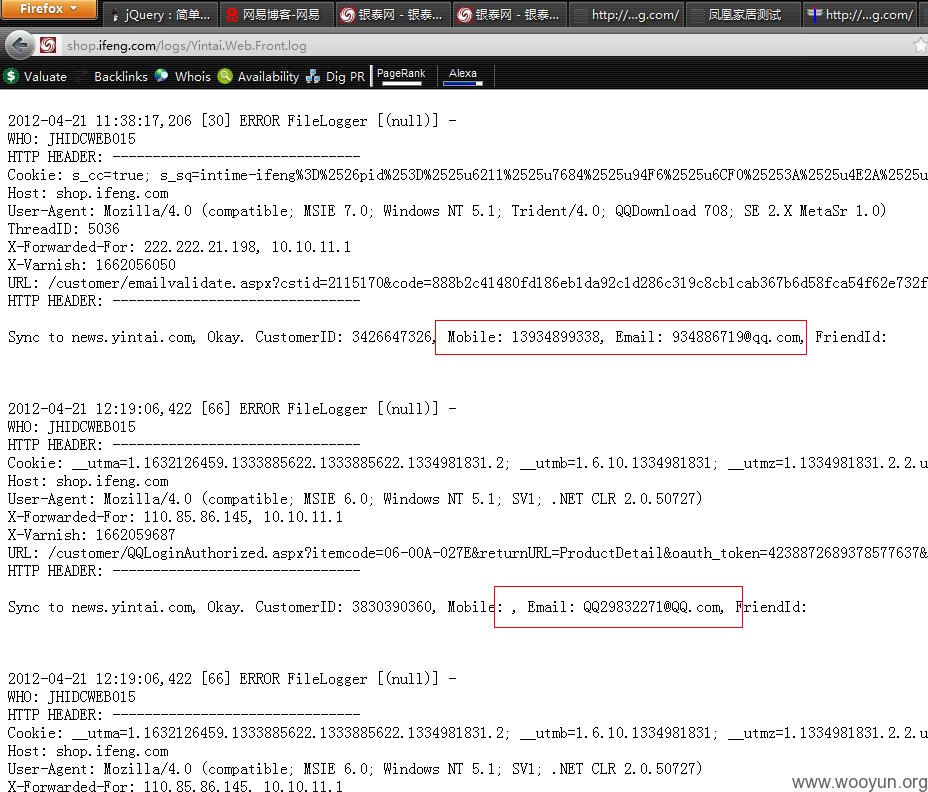 Firefox
jQuery：简单...
网易博客-网易
银泰网 - 银泰...
银泰网 - 银泰...
http://...g.com/
凤凰家居测试
http://...g.com/
shop.ifeng.com/logs/Yintai.Web.Front.log
Valuate Backlinks Whois Availability Dig PR PageRank Alexa
2012-04-21 11:38:17,206 [30] ERROR FileLogger [(null)] -
WHO: JHIDCWEB015
HTTP HEADER: -------------------------------
Cookie: s_cc=true; s_sq=intime-ifeng%3D%2526pid%253D%2525u6211%2525u7684%2525u94F6%2525u6CF0%25253A%2525u4E2A%2525u
Host: shop.ifeng.com
User-Agent: Mozilla/4.0 (compatible; MSIE 7.0; Windows NT 5.1; Trident/4.0; QQDownload 708; SE 2.X MetaSr 1.0)
ThreadID: 5036
X-Forwarded-For: 222.222.21.198, 10.10.11.1
X-Varnish: 1662056050
URL: /customer/emailvalidate.aspx?cstid=2115170&code=888b2c41480fd186eb1da92c1d286c319c8cb1cab367b6d58fca54f62e732f
HTTP HEADER: -------------------------------
Sync to news.yintai.com, Okay. CustomerID: 3426647326, Mobile: 13934899338, Email: 934886719@qq.com, FriendId:
2012-04-21 12:19:06,422 [66] ERROR FileLogger [(null)] -
WHO: JHIDCWEB015
HTTP HEADER: -------------------------------
Cookie: __utma=1.1632126459.1333885622.1333885622.1334981831.2; __utmb=1.6.10.1334981831; __utmz=1.1334981831.2.2.u
Host: shop.ifeng.com
User-Agent: Mozilla/4.0 (compatible; MSIE 6.0; Windows NT 5.1; SV1; .NET CLR 2.0.50727)
X-Forwarded-For: 110.85.86.145, 10.10.11.1
X-Varnish: 1662059687
URL: /customer/QQLoginAuthorized.aspx?itemcode=06-00A-027E&returnURL=ProductDetail&oauth_token=4238872689378577637&
HTTP HEADER: -------------------------------
Sync to news.yintai.com, Okay. CustomerID: 3830390360, Mobile: , Email: QQ29832271@QQ.com, FriendId:
2012-04-21 12:19:06,422 [66] ERROR FileLogger [(null)] -
WHO: JHIDCWEB015
HTTP HEADER: -------------------------------
Cookie: __utma=1.1632126459.1333885622.1333885622.1334981831.2; __utmb=1.6.10.1334981831; __utmz=1.1334981831.2.2.u
Host: shop.ifeng.com
User-Agent: Mozilla/4.0 (compatible; MSIE 6.0; Windows NT 5.1; SV1; .NET CLR 2.0.50727)
X-Forwarded-For: 110.85.86.145, 10.10.11.1
www.wooyun.org